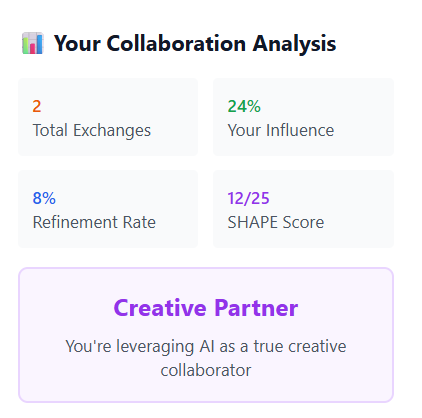 Your Collaboration Analysis
2
Total Exchanges
24%
Your Influence
8%
Refinement Rate
12/25
SHAPE Score
Creative Partner
You're leveraging AI as a true creative
collaborator